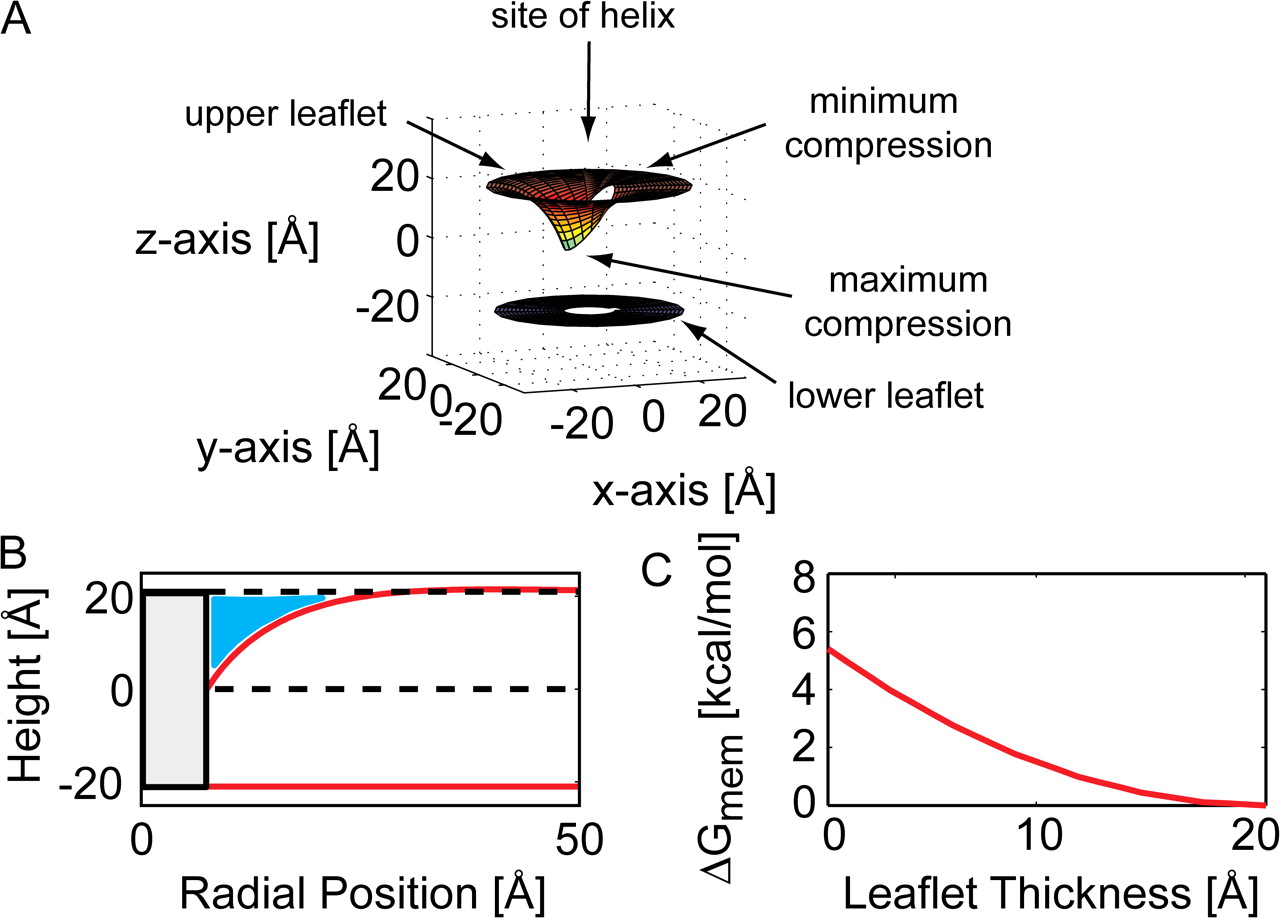 A
site of helix
upper leaflet
minimum
compression
20
z-axis [Å]
0
maximum
compression
-20
lower leaflet
20
0
-20
-20
0
20
y-axis [Å]
x-axis [Å]
B
20
0
-20
Height [Å]
0
50
Radial Position [Å]
C
8
6
4
2
0
ΔGmem [kcal/mol]
0
10
20
Leaflet Thickness [Å]